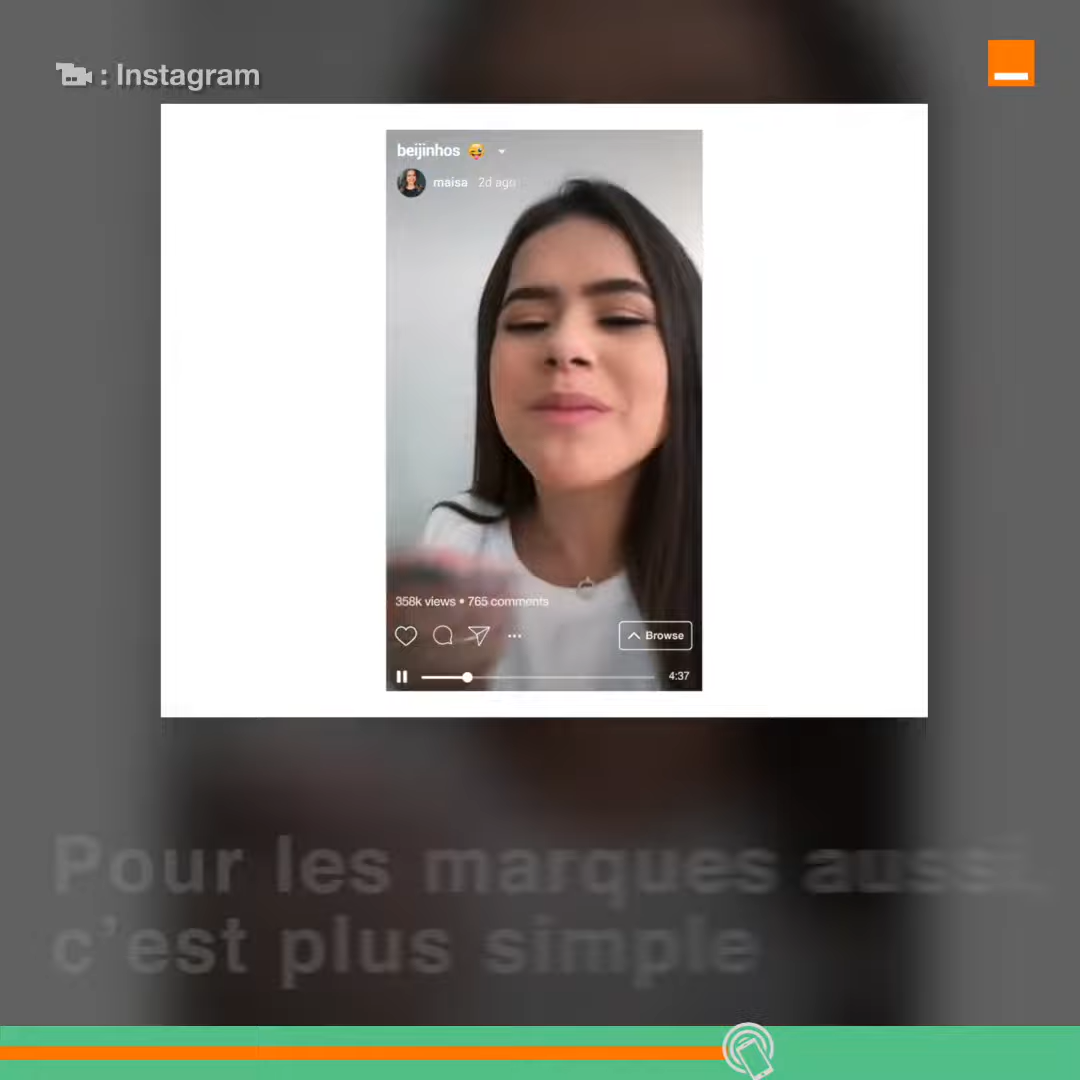 : Instagram
beijinhos 😜
maisa 2d ago
358k views • 765 comments
Browse
4:37
Pour les marques aussi,
c'est plus simple